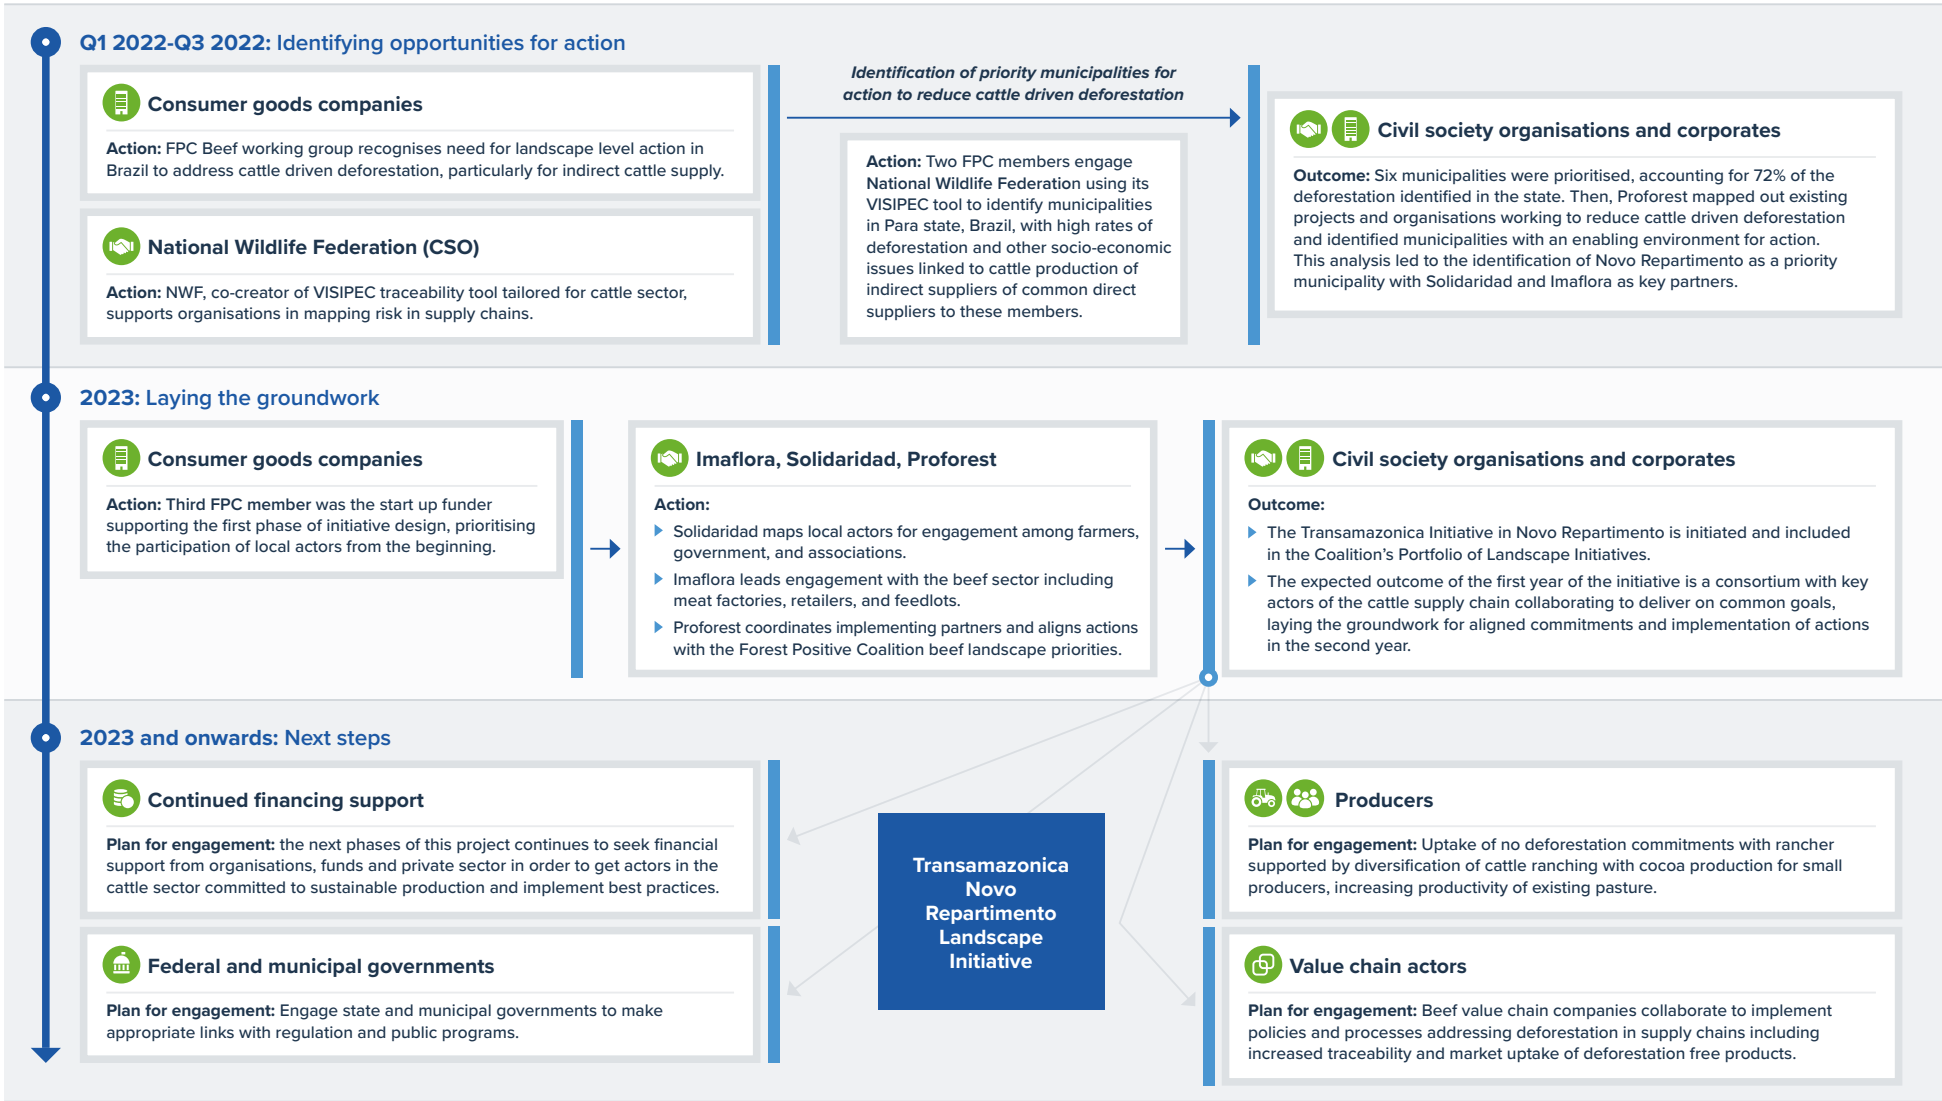 Q1 2022-Q3 2022: Identifying opportunities for action
Consumer goods companies
Action: FPC Beef working group recognises need for landscape level action in
Brazil to address cattle driven deforestation, particularly for indirect cattle supply.
National Wildlife Federation (CSO)
Action: NWF, co-creator of VISIPEC traceability tool tailored for cattle sector,
supports organisations in mapping risk in supply chains.
Identification of priority municipalities for
action to reduce cattle driven deforestation
Action: Two FPC members engage
National Wildlife Federation using its
VISIPEC tool to identify municipalities
in Para state, Brazil, with high rates of
deforestation and other socio-economic
issues linked to cattle production of
indirect suppliers of common direct
suppliers to these members.
Civil society organisations and corporates
Outcome: Six municipalities were prioritised, accounting for 72% of the
deforestation identified in the state. Then, Proforest mapped out existing
projects and organisations working to reduce cattle driven deforestation
and identified municipalities with an enabling environment for action.
This analysis led to the identification of Novo Repartimento as a priority
municipality with Solidaridad and Imaflora as key partners.
2023: Laying the groundwork
Consumer goods companies
Action: Third FPC member was the start up funder
supporting the first phase of initiative design, prioritising
the participation of local actors from the beginning.
Imaflora, Solidaridad, Proforest
Action:
Solidaridad maps local actors for engagement among farmers,
government, and associations.
Imaflora leads engagement with the beef sector including
meat factories, retailers, and feedlots.
Proforest coordinates implementing partners and aligns actions
with the Forest Positive Coalition beef landscape priorities.
Civil society organisations and corporates
Outcome:
The Transamazonica Initiative in Novo Repartimento is initiated and included
in the Coalition's Portfolio of Landscape Initiatives.
The expected outcome of the first year of the initiative is a consortium with key
actors of the cattle supply chain collaborating to deliver on common goals,
laying the groundwork for aligned commitments and implementation of actions
in the second year.
2023 and onwards: Next steps
Continued financing support
Plan for engagement: the next phases of this project continues to seek financial
support from organisations, funds and private sector in order to get actors in the
cattle sector committed to sustainable production and implement best practices.
Federal and municipal governments
Plan for engagement: Engage state and municipal governments to make
appropriate links with regulation and public programs.
Transamazonica
Novo
Repartimento
Landscape
Initiative
Producers
Plan for engagement: Uptake of no deforestation commitments with rancher
supported by diversification of cattle ranching with cocoa production for small
producers, increasing productivity of existing pasture.
Value chain actors
Plan for engagement: Beef value chain companies collaborate to implement
policies and processes addressing deforestation in supply chains including
increased traceability and market uptake of deforestation free products.